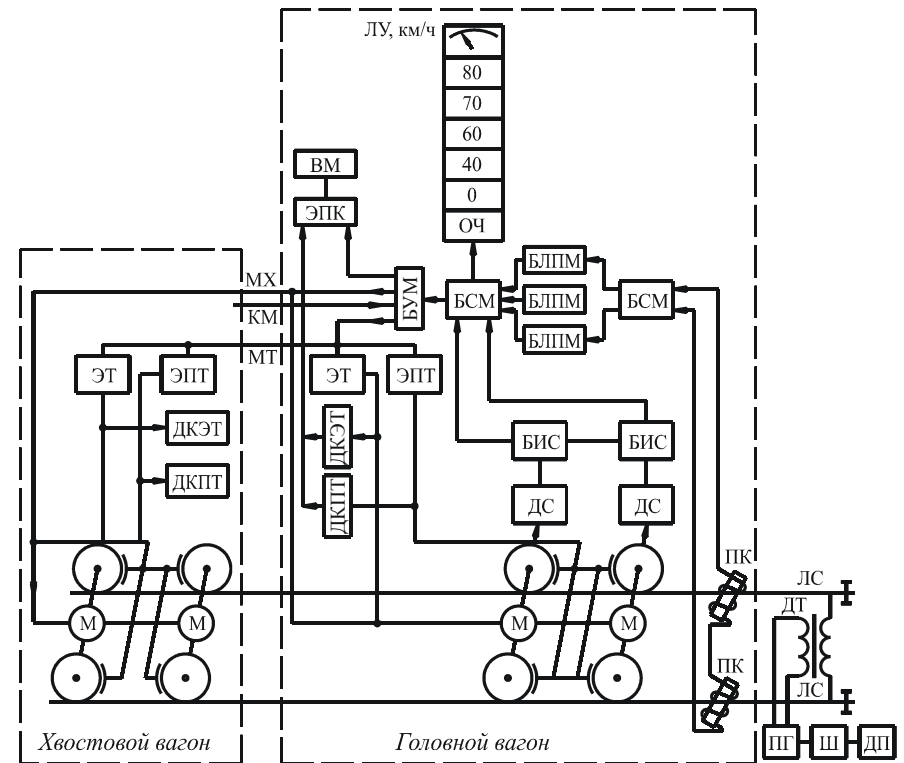 ЛУ, км/ч
80
70
60
40
0
ОЧ
ВМ
ЭПК
МХ
КМ
МТ
БУМ
БСМ
БЛПМ
БЛПМ
БЛПМ
БСМ
ЭТ
ЭПТ
ЭТ
ЭПТ
ДКЭТ
ДКПТ
ДКЭТ
ДКПТ
БИС
БИС
ДС
ДС
ПК
ЛС
ДТ
М
М
М
М
ПК
ЛС
Хвостовой вагон
Головной вагон
ПГ
Ш
ДП